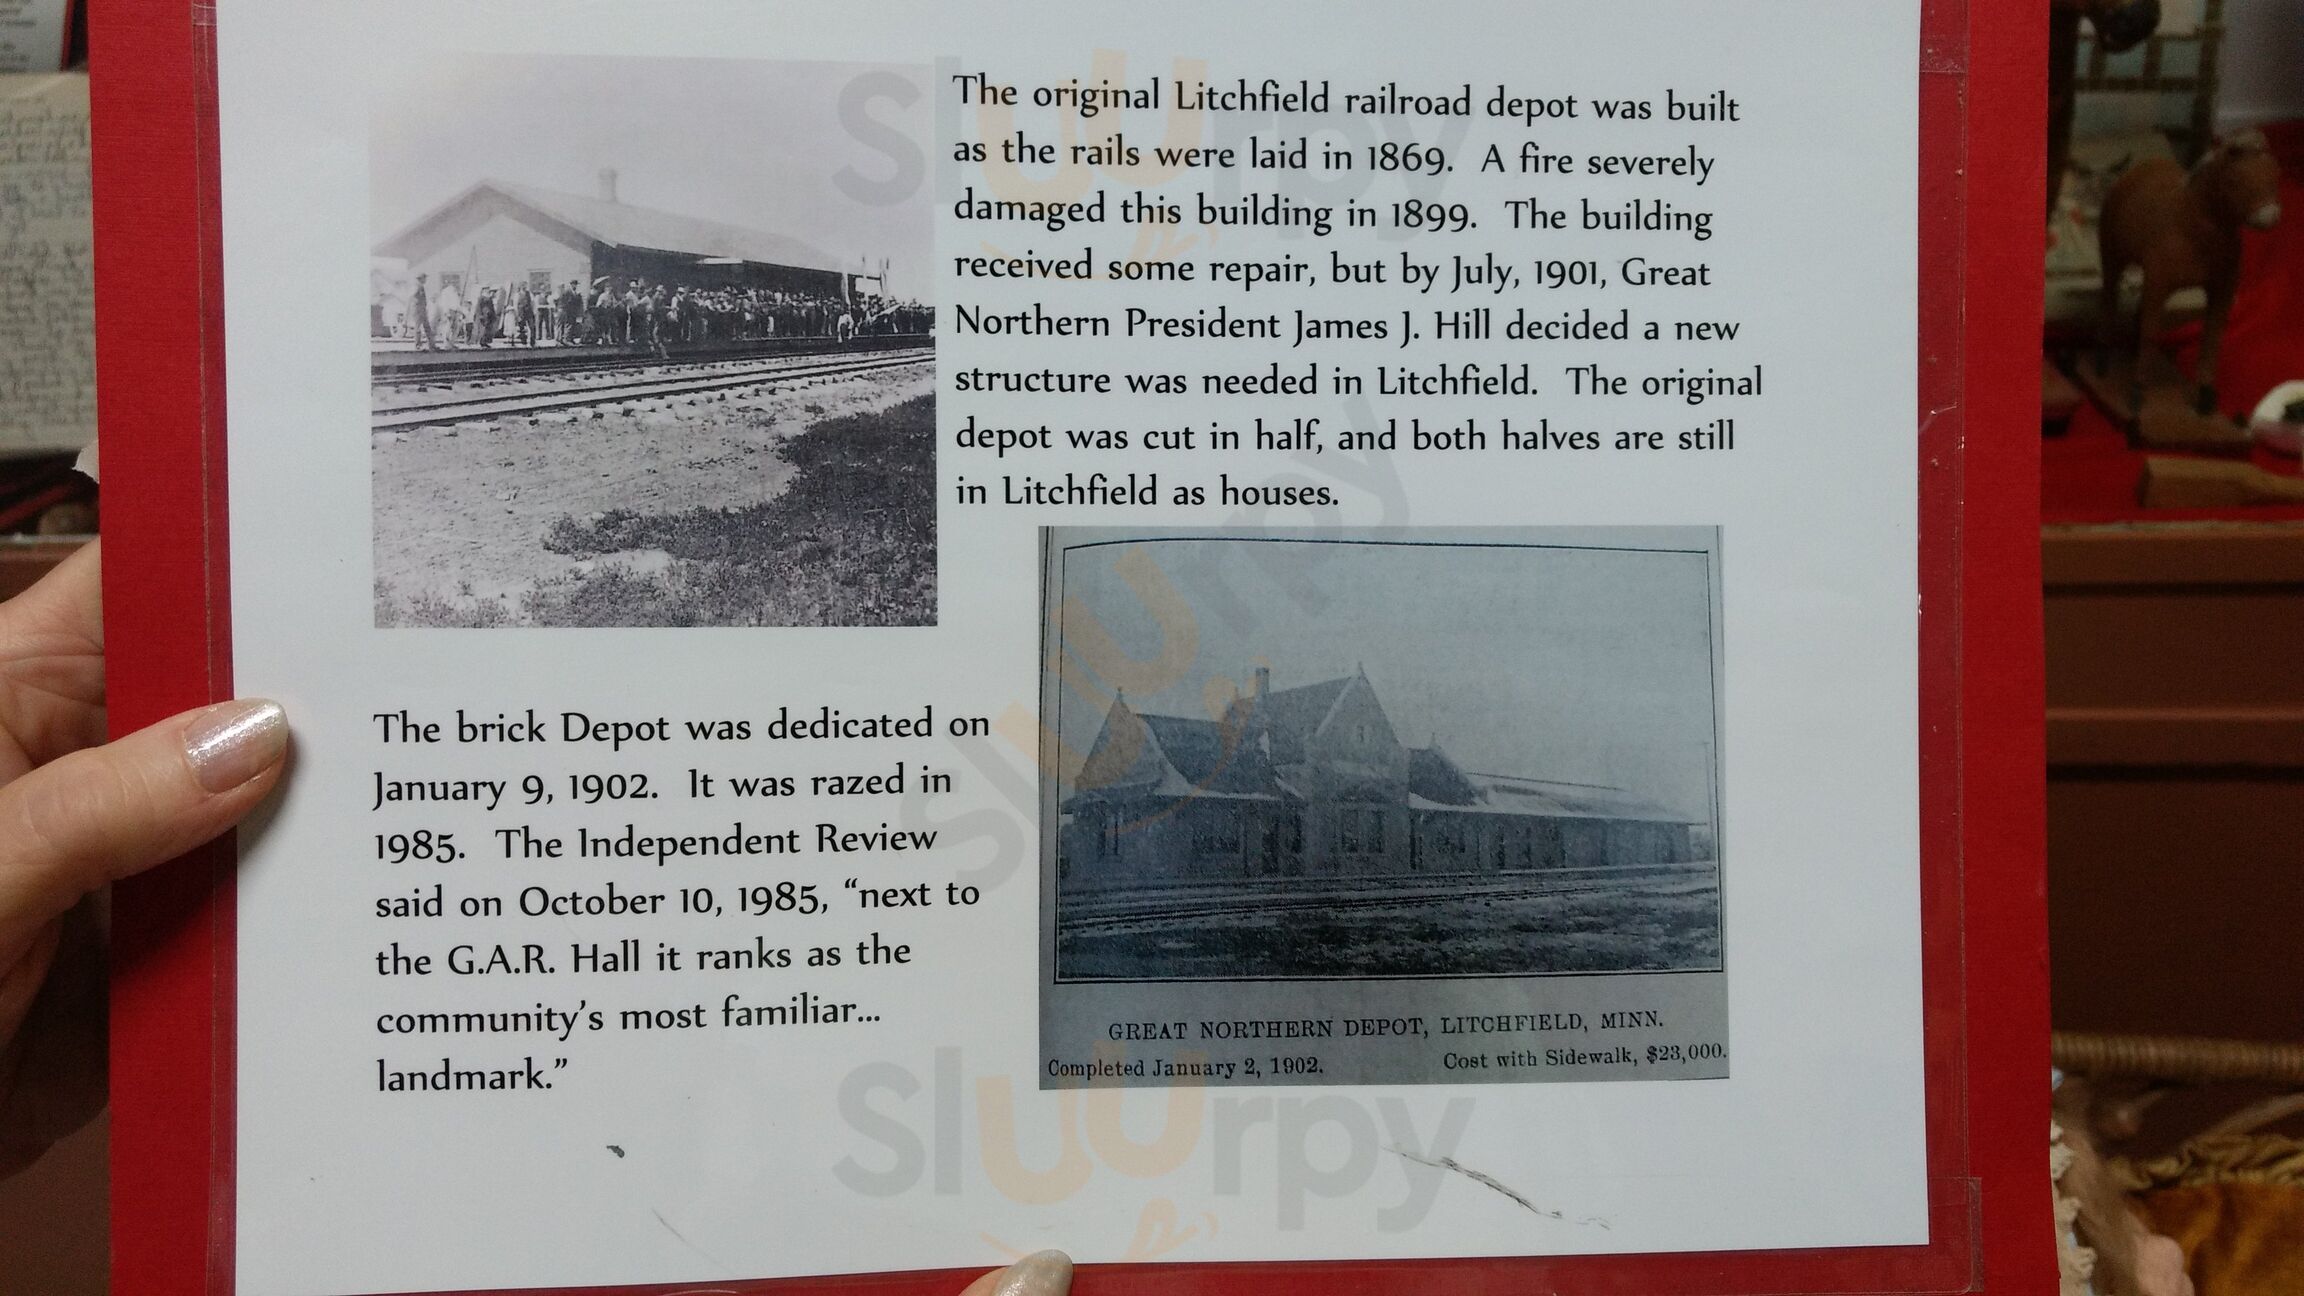 The original Litchfield railroad depot was built
as the rails were laid in 1869. A fire severely
damaged this building in 1899. The building
received some repair, but by July, 1901, Great
Northern President James J. Hill decided a new
structure was needed in Litchfield. The original
depot was cut in half, and both halves are still
in Litchfield as houses.
The brick Depot was dedicated on
January 9, 1902. It was razed in
1985. The Independent Review
said on October 10, 1985, “next to
the G.A.R. Hall it ranks as the
community’s most familiar...
landmark.”
GREAT NORTHERN DEPOT, LITCHFIELD, MINN.
Completed January 2, 1902. Cost with Sidewalk, $23,000.
Sluurpy
Sluurpy
Sluurpy